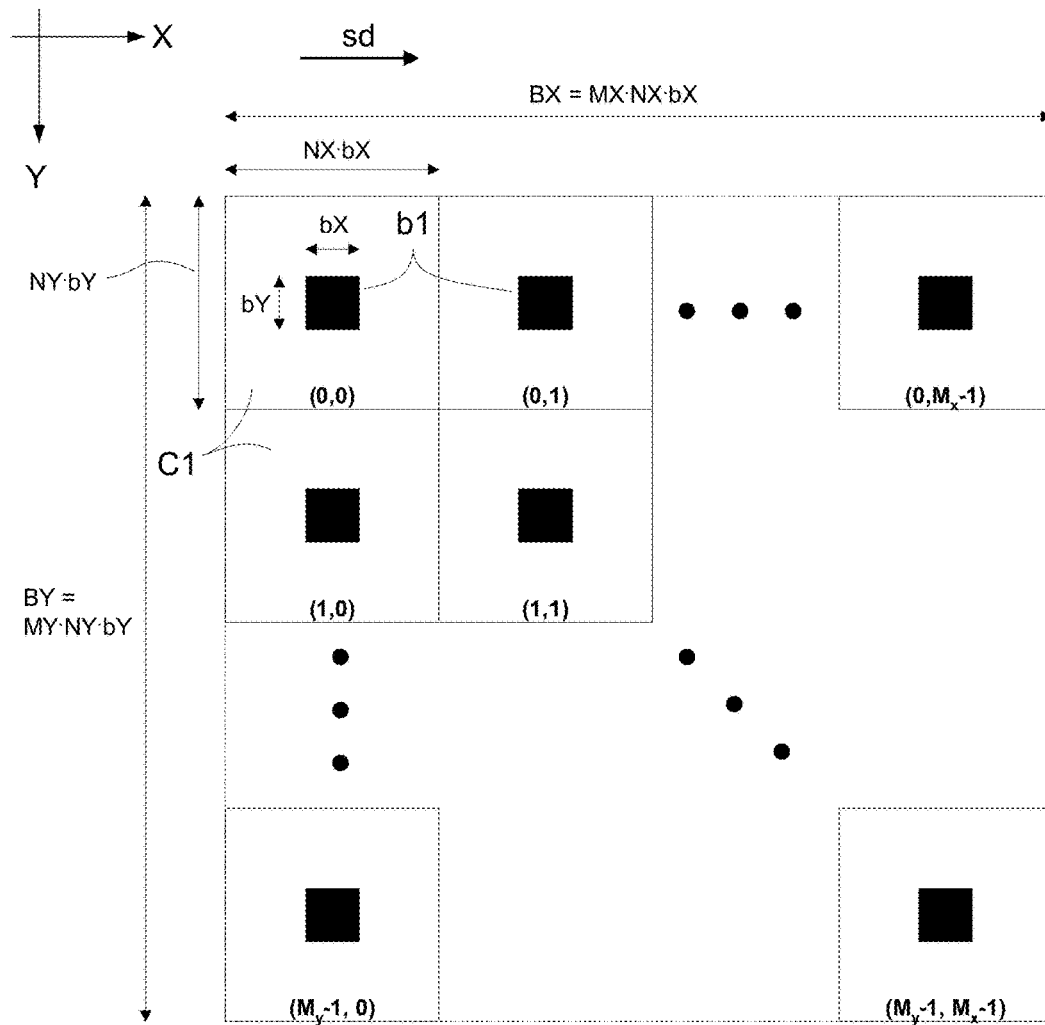 X
sd
BX = MX·NX·bX
Y
NX·bX
bX
b1
NY·bY
bY
(0,0)
(0,1)
(0,Mx-1)
C1
BY =
MY·NY·bY
(1,0)
(1,1)
(My-1, 0)
(My-1, Mx-1)